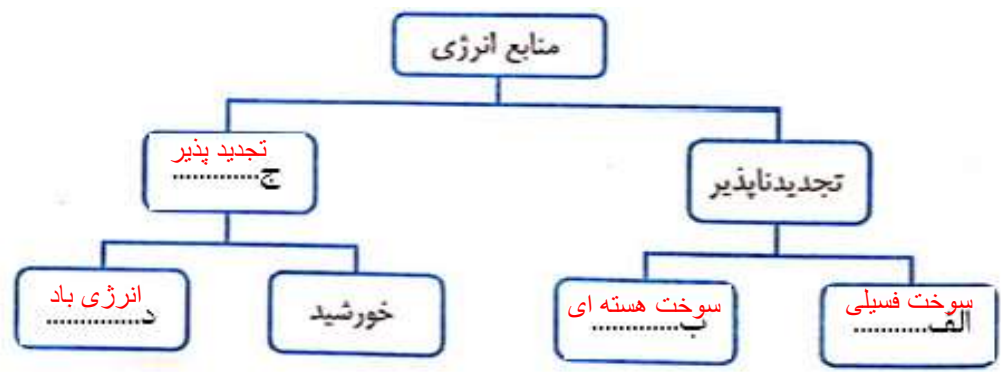 منابع انرژی
تجدیدناپذیر
تجدید پذیر
ج.............
سوخت فسیلی
الف...........
سوخت هسته ای
ب.............
خورشید
انرژی باد
د..............